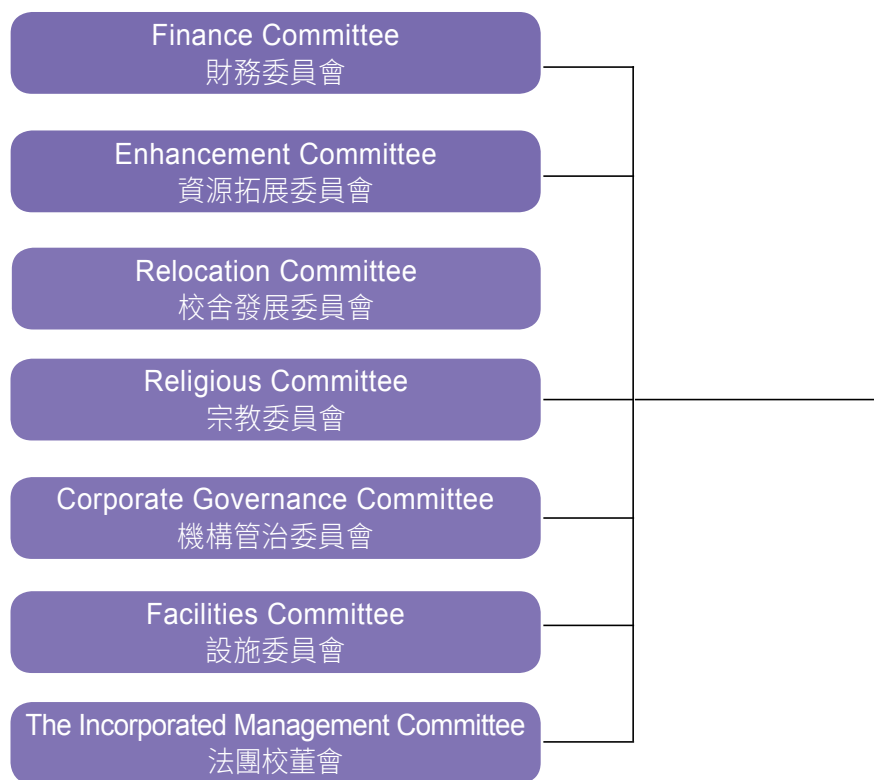 Finance Committee
財務委員會
Enhancement Committee
資源拓展委員會
Relocation Committee
校舍發展委員會
Religious Committee
宗教委員會
Corporate Governance Committee
機構管治委員會
Facilities Committee
設施委員會
The Incorporated Management Committee
法團校董會